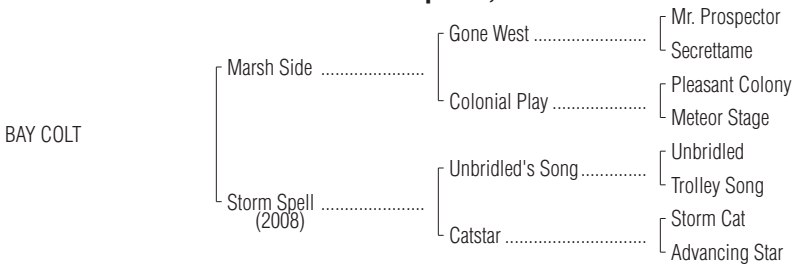 Mr. Prospector
Gone West ........................
Secrettame
Marsh Side ......................
Pleasant Colony
Colonial Play ....................
Meteor Stage
BAY COLT
Unbridled
Unbridled's Song..............
Trolley Song
Storm Spell ......................
(2008)
Storm Cat
Catstar ..............................
Advancing Star